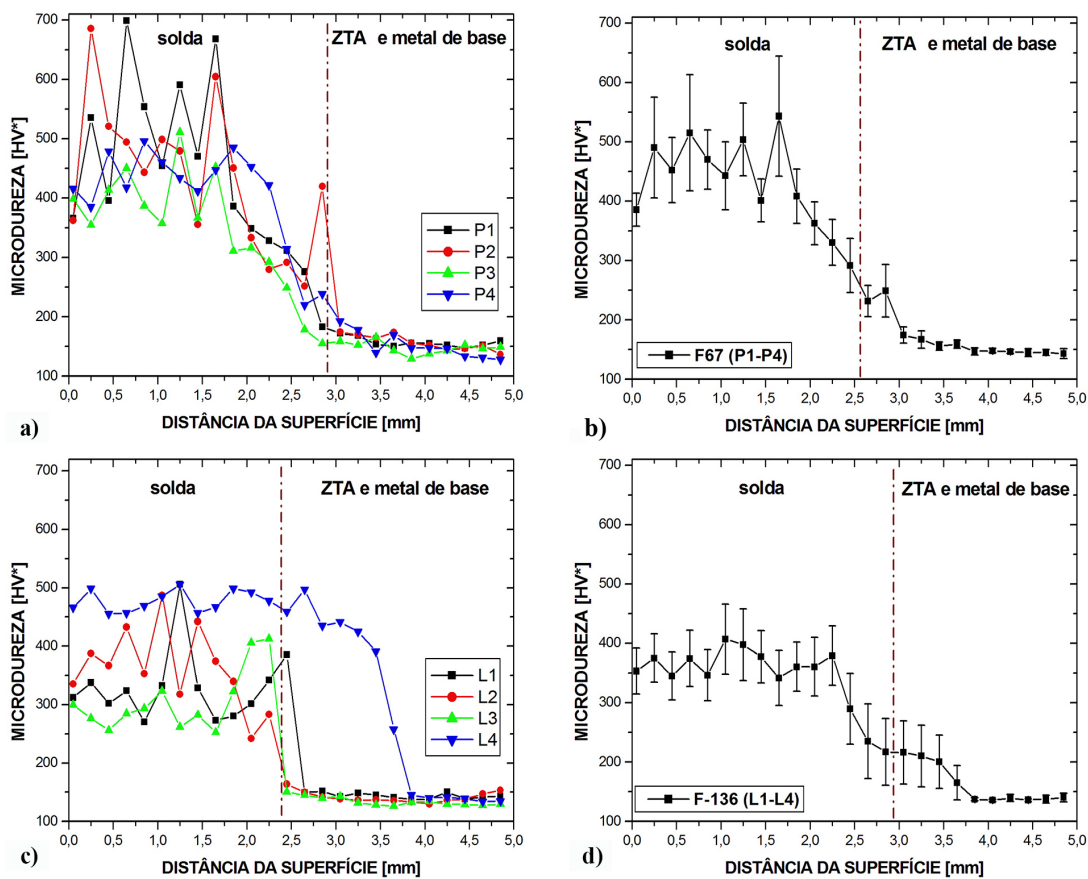 solda
ZTA e metal de base
MICRODUREZA [HV*]
700
600
500
400
300
200
100
P1
P2
P3
P4
0,0 0,5 1,0 1,5 2,0 2,5 3,0 3,5 4,0 4,5 5,0
DISTÂNCIA DA SUPERFÍCIE [mm]
a)
solda
ZTA e metal de base
MICRODUREZA [HV*]
700
600
500
400
300
200
100
F67 (P1-P4)
0,0 0,5 1,0 1,5 2,0 2,5 3,0 3,5 4,0 4,5 5,0
DISTÂNCIA DA SUPERFÍCIE [mm]
b)
solda
ZTA e metal de base
MICRODUREZA [HV*]
700
600
500
400
300
200
100
L1
L2
L3
L4
0,0 0,5 1,0 1,5 2,0 2,5 3,0 3,5 4,0 4,5 5,0
DISTÂNCIA DA SUPERFÍCIE [mm]
c)
solda
ZTA e metal de base
MICRODUREZA [HV*]
700
600
500
400
300
200
100
F-136 (L1-L4)
0,0 0,5 1,0 1,5 2,0 2,5 3,0 3,5 4,0 4,5 5,0
DISTÂNCIA DA SUPERFÍCIE [mm]
d)